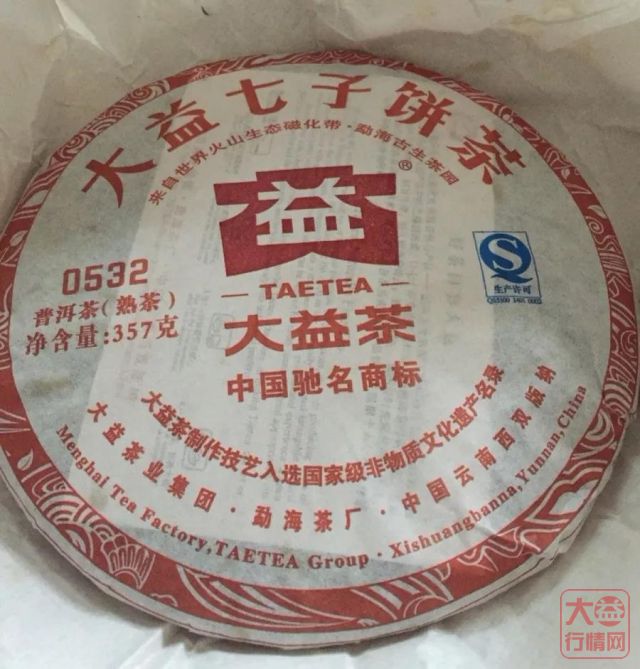 大益七子饼茶
来自世界火山生态磁化带·勐海古生茶园
益
®
TAETEA
大益茶
中国驰名商标
0532
普洱茶(熟茶)
净含量:357克
生产许可
大益茶制作技艺入选国家级非物质文化遗产名录
大益茶业集团·勐海茶厂·中国云南西双版纳
Menghai Tea Factory,TAETEA Group·Xishuangbanna,Yunnan,China
大益
行情网